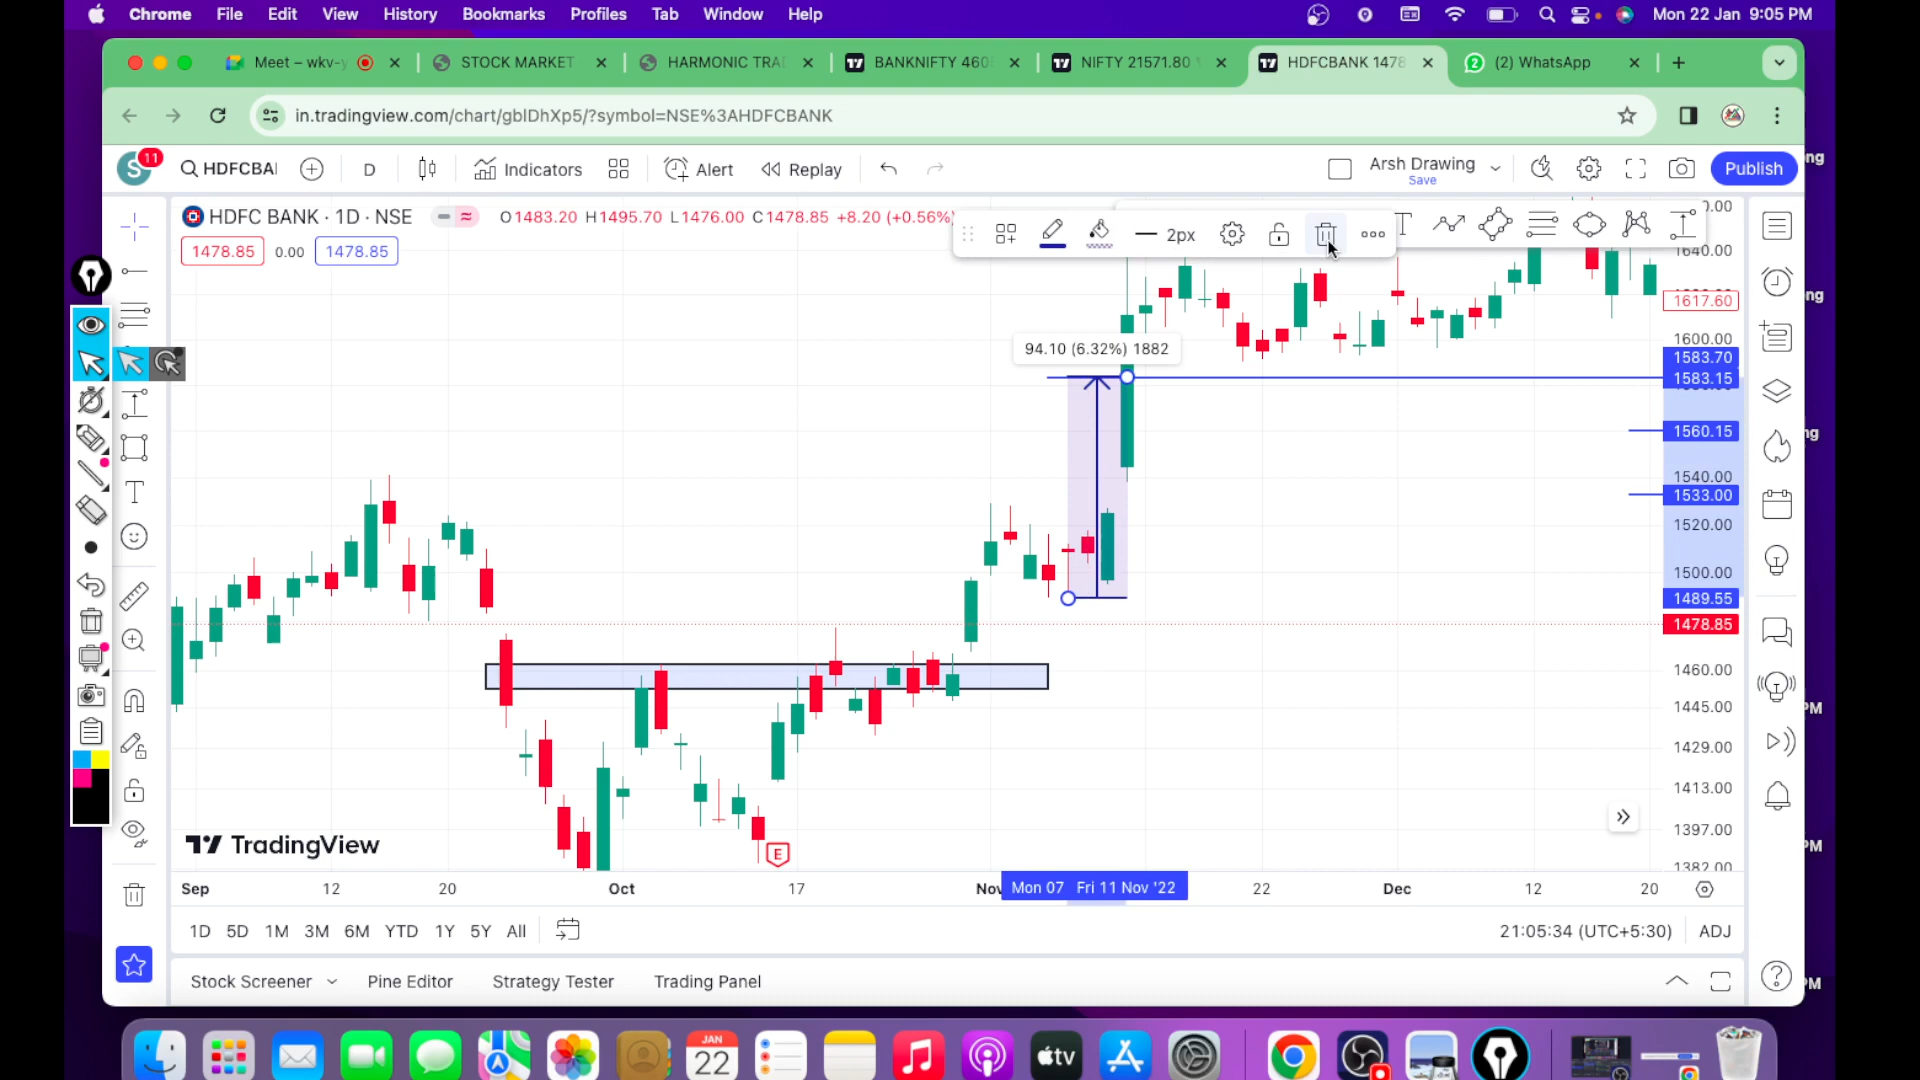 Chrome File Edit View History Bookmarks Profiles Tab Window Help Mon 22 Jan 9:05 PM
Meet – wkv-y STOCK MARKET HARMONIC TRA BANKNIFTY 460 NIFTY 21571.80 HDFCBANK 1478 (2) WhatsApp
in.tradingview.com/chart/gblDhXp5/?symbol=NSE%3AHDFCBANK
S 11 HDFCBAI D Indicators Alert Replay Arsh Drawing Publish
Save
HDFC BANK · 1D · NSE O1483.20 H1495.70 L1476.00 C1478.85 +8.20 (+0.56%)
1478.85 0.00 1478.85
2px T
1640.00
1617.60
1600.00
94.10 (6.32%) 1882
1583.70
1583.15
1560.15
1540.00
1533.00
1520.00
1500.00
1489.55
1478.85
1460.00
1445.00
1429.00
1413.00
1397.00
1382.00
T
E
TradingView
Sep 12 20 Oct 17 Nov Mon 07 Fri 11 Nov '22 22 Dec 12 20
1D 5D 1M 3M 6M YTD 1Y 5Y All 21:05:34 (UTC+5:30) ADJ
Stock Screener Pine Editor Strategy Tester Trading Panel
ng
ng
ng
PM
PM
PM
JAN
22
tv